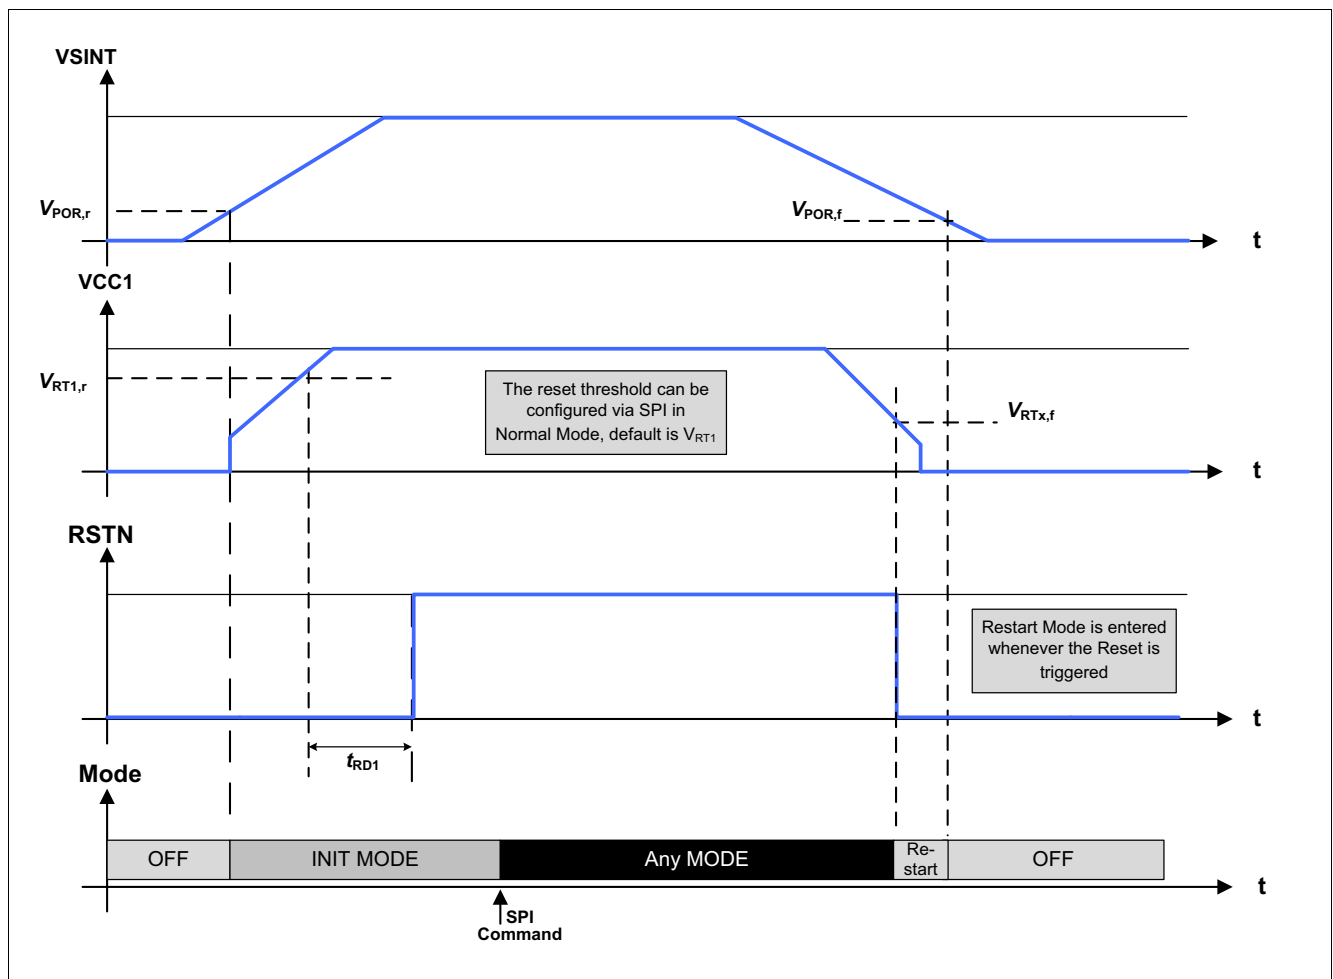 VSINT
VPOR,r
VPOR,f
t
VCC1
VRT1,r
The reset threshold can be
configured via SPI in
Normal Mode, default is VRT1
VRTx,f
t
RSTN
Restart Mode is entered
whenever the Reset is
triggered
t
tRD1
Mode
OFF
INIT MODE
Any MODE
Re-
start
OFF
t
SPI
Command